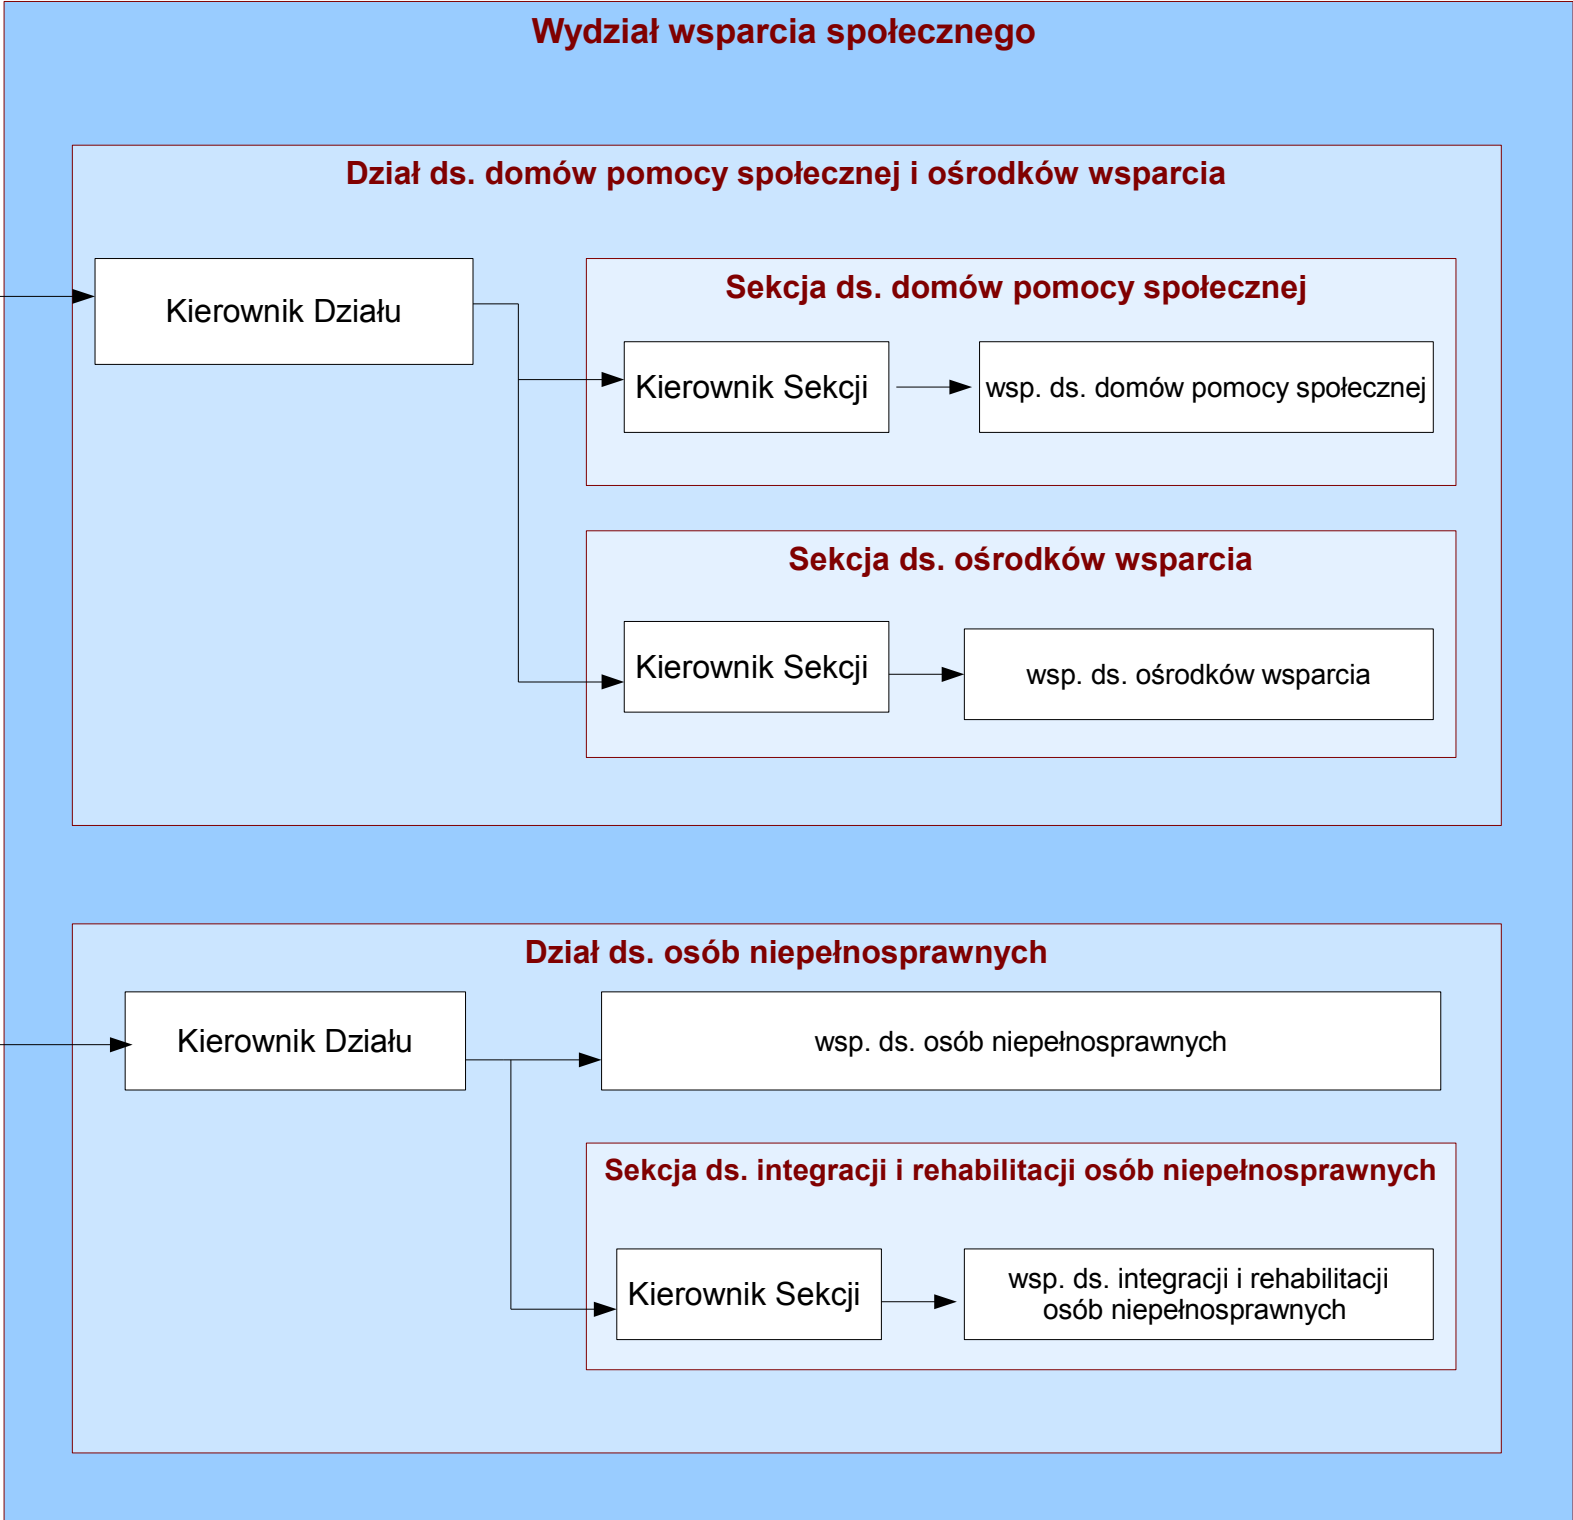 Wydział wsparcia społecznego
Dział ds. domów pomocy społecznej i ośrodków wsparcia
Kierownik Działu
Sekcja ds. domów pomocy społecznej
Kierownik Sekcji
wsp. ds. domów pomocy społecznej
Sekcja ds. ośrodków wsparcia
Kierownik Sekcji
wsp. ds. ośrodków wsparcia
Dział ds. osób niepełnosprawnych
Kierownik Działu
wsp. ds. osób niepełnosprawnych
Sekcja ds. integracji i rehabilitacji osób niepełnosprawnych
Kierownik Sekcji
wsp. ds. integracji i rehabilitacji
osób niepełnosprawnych